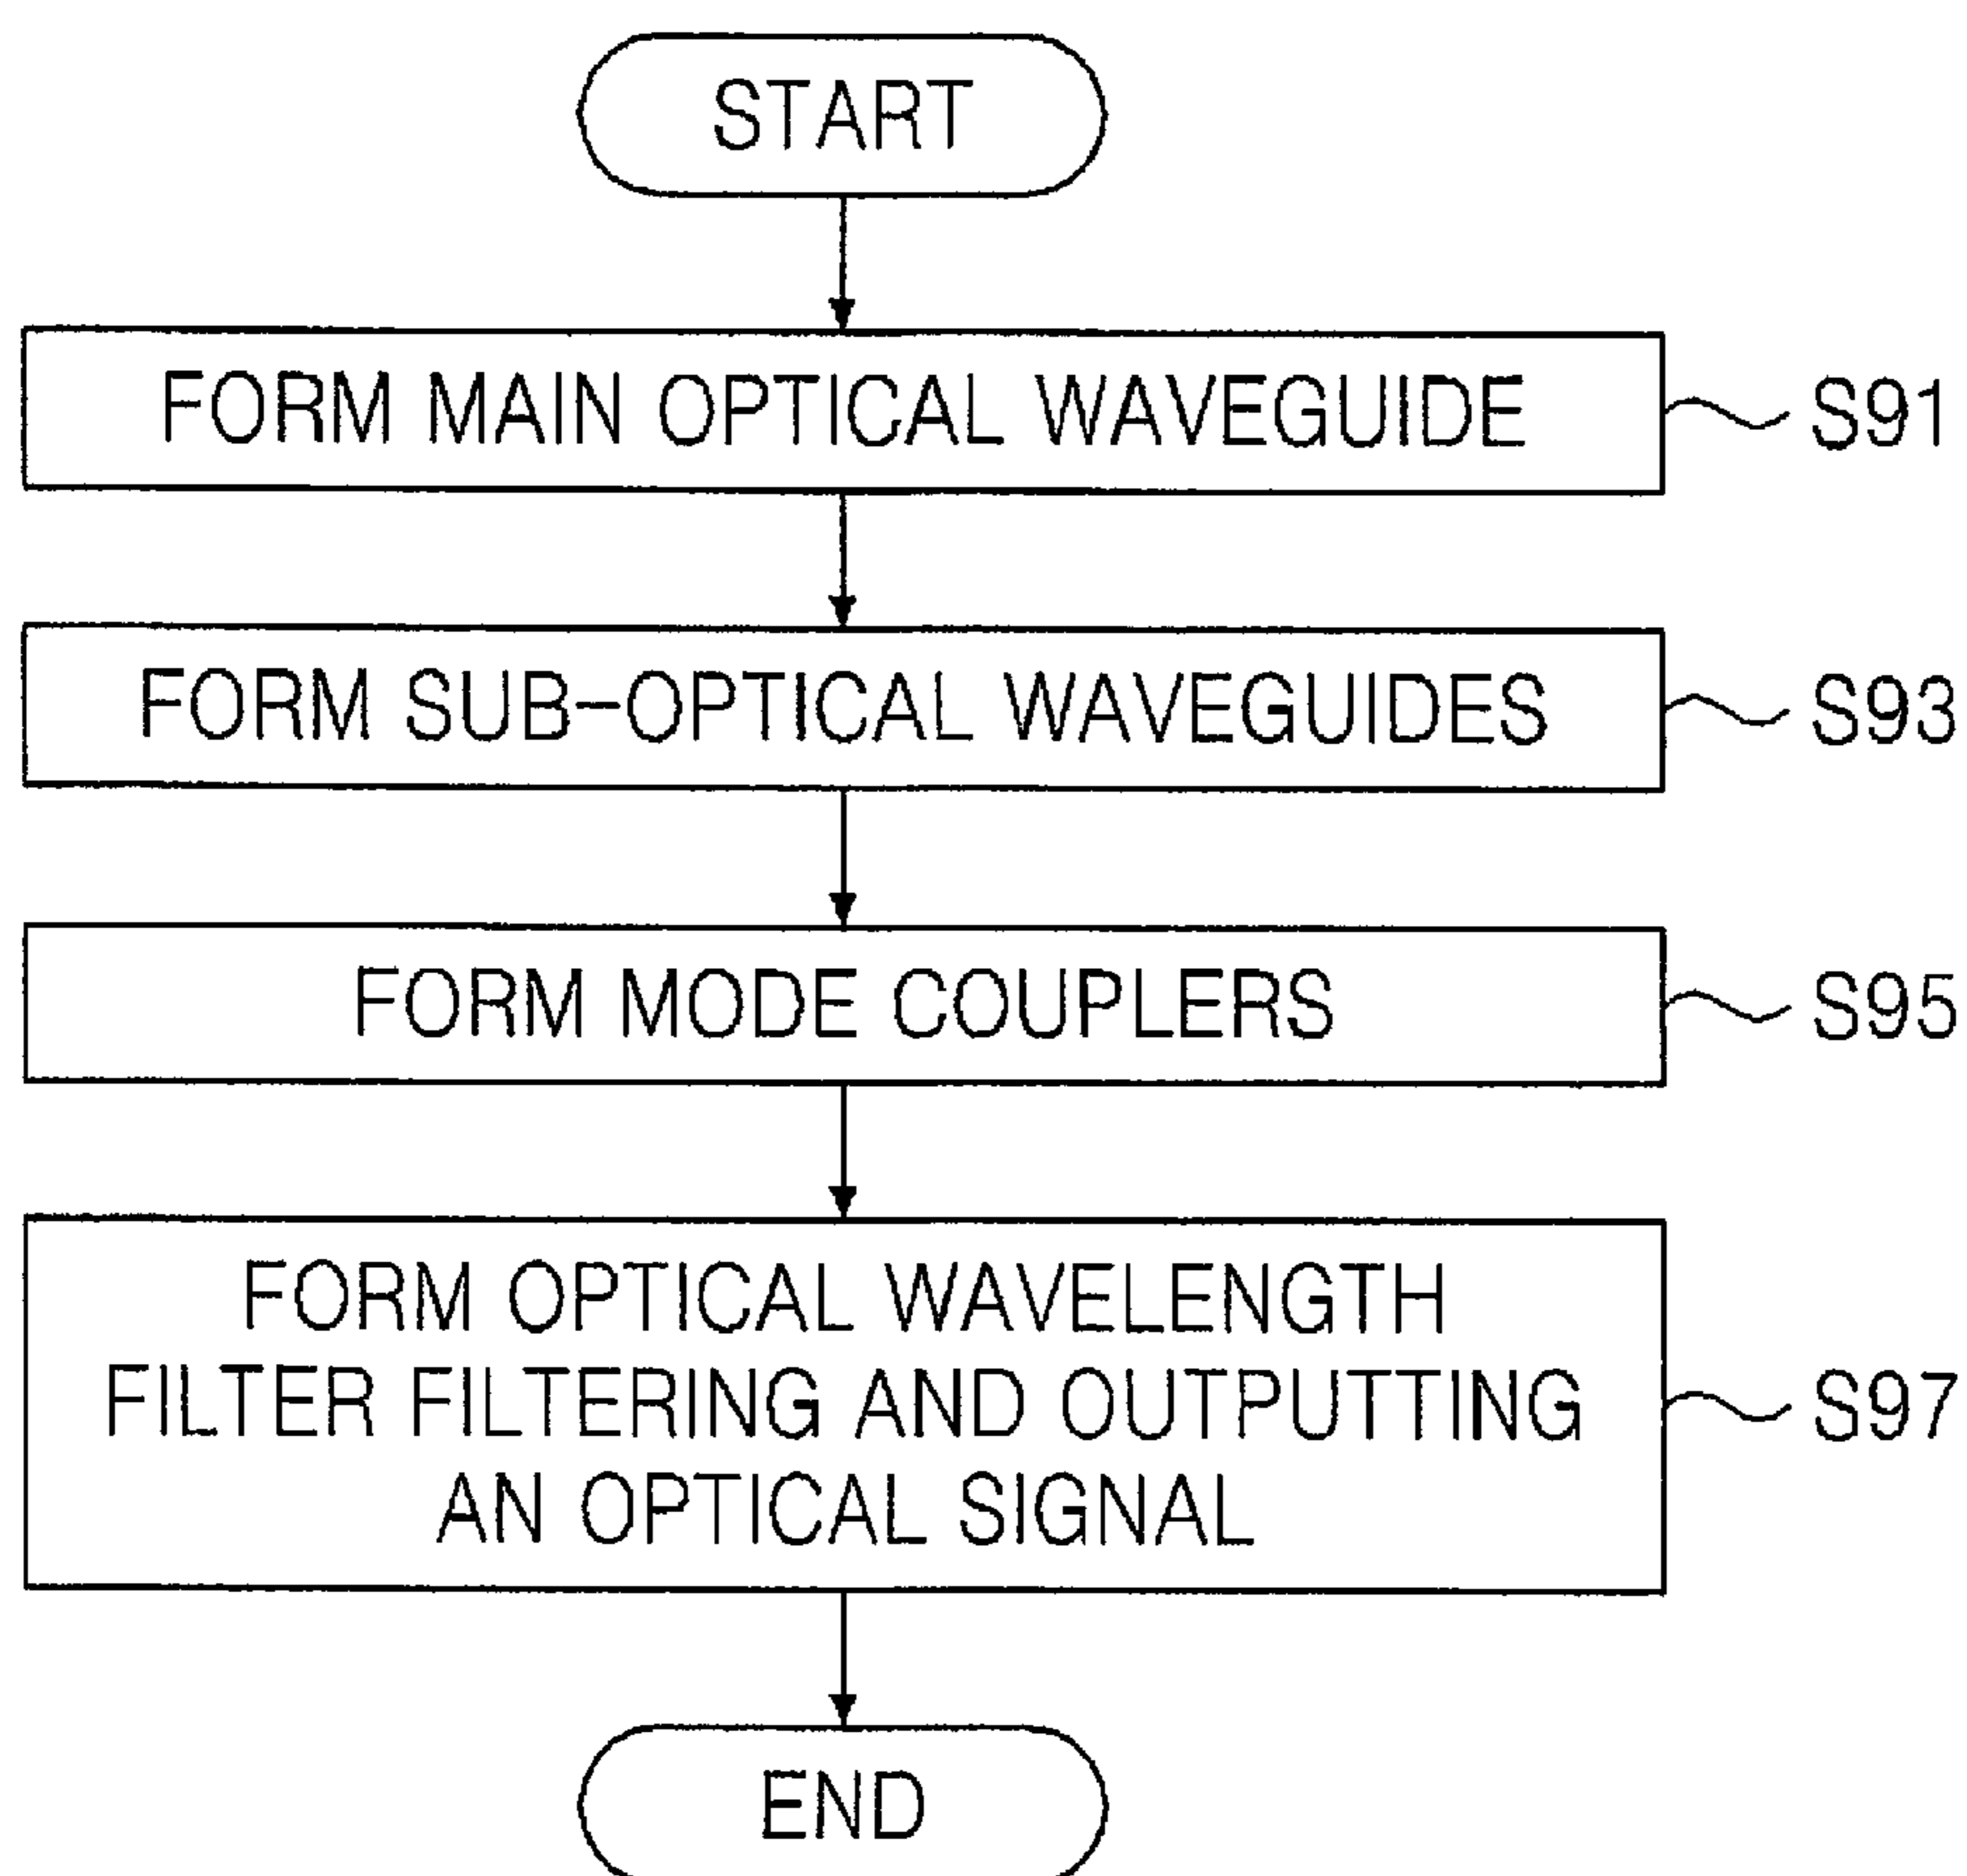 START
FORM MAIN OPTICAL WAVEGUIDE
S91
FORM SUB-OPTICAL WAVEGUIDES
S93
FORM MODE COUPLERS
S95
FORM OPTICAL WAVELENGTH
FILTER FILTERING AND OUTPUTTING
AN OPTICAL SIGNAL
S97
END